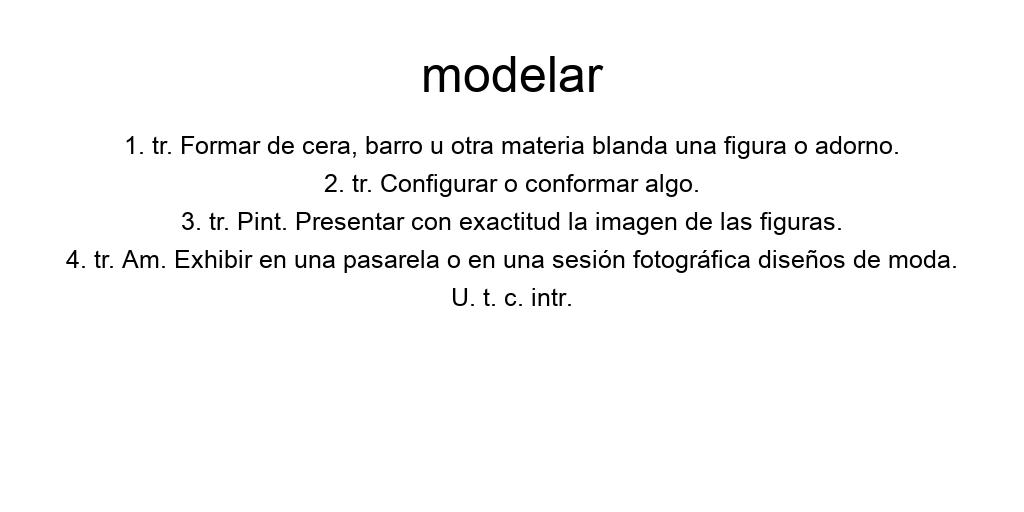 modelar
1. tr. Formar de cera, barro u otra materia blanda una figura o adorno.
2. tr. Configurar o conformar algo.
3. tr. Pint. Presentar con exactitud la imagen de las figuras.
4. tr. Am. Exhibir en una pasarela o en una sesión fotográfica diseños de moda.
U. t. c. intr.